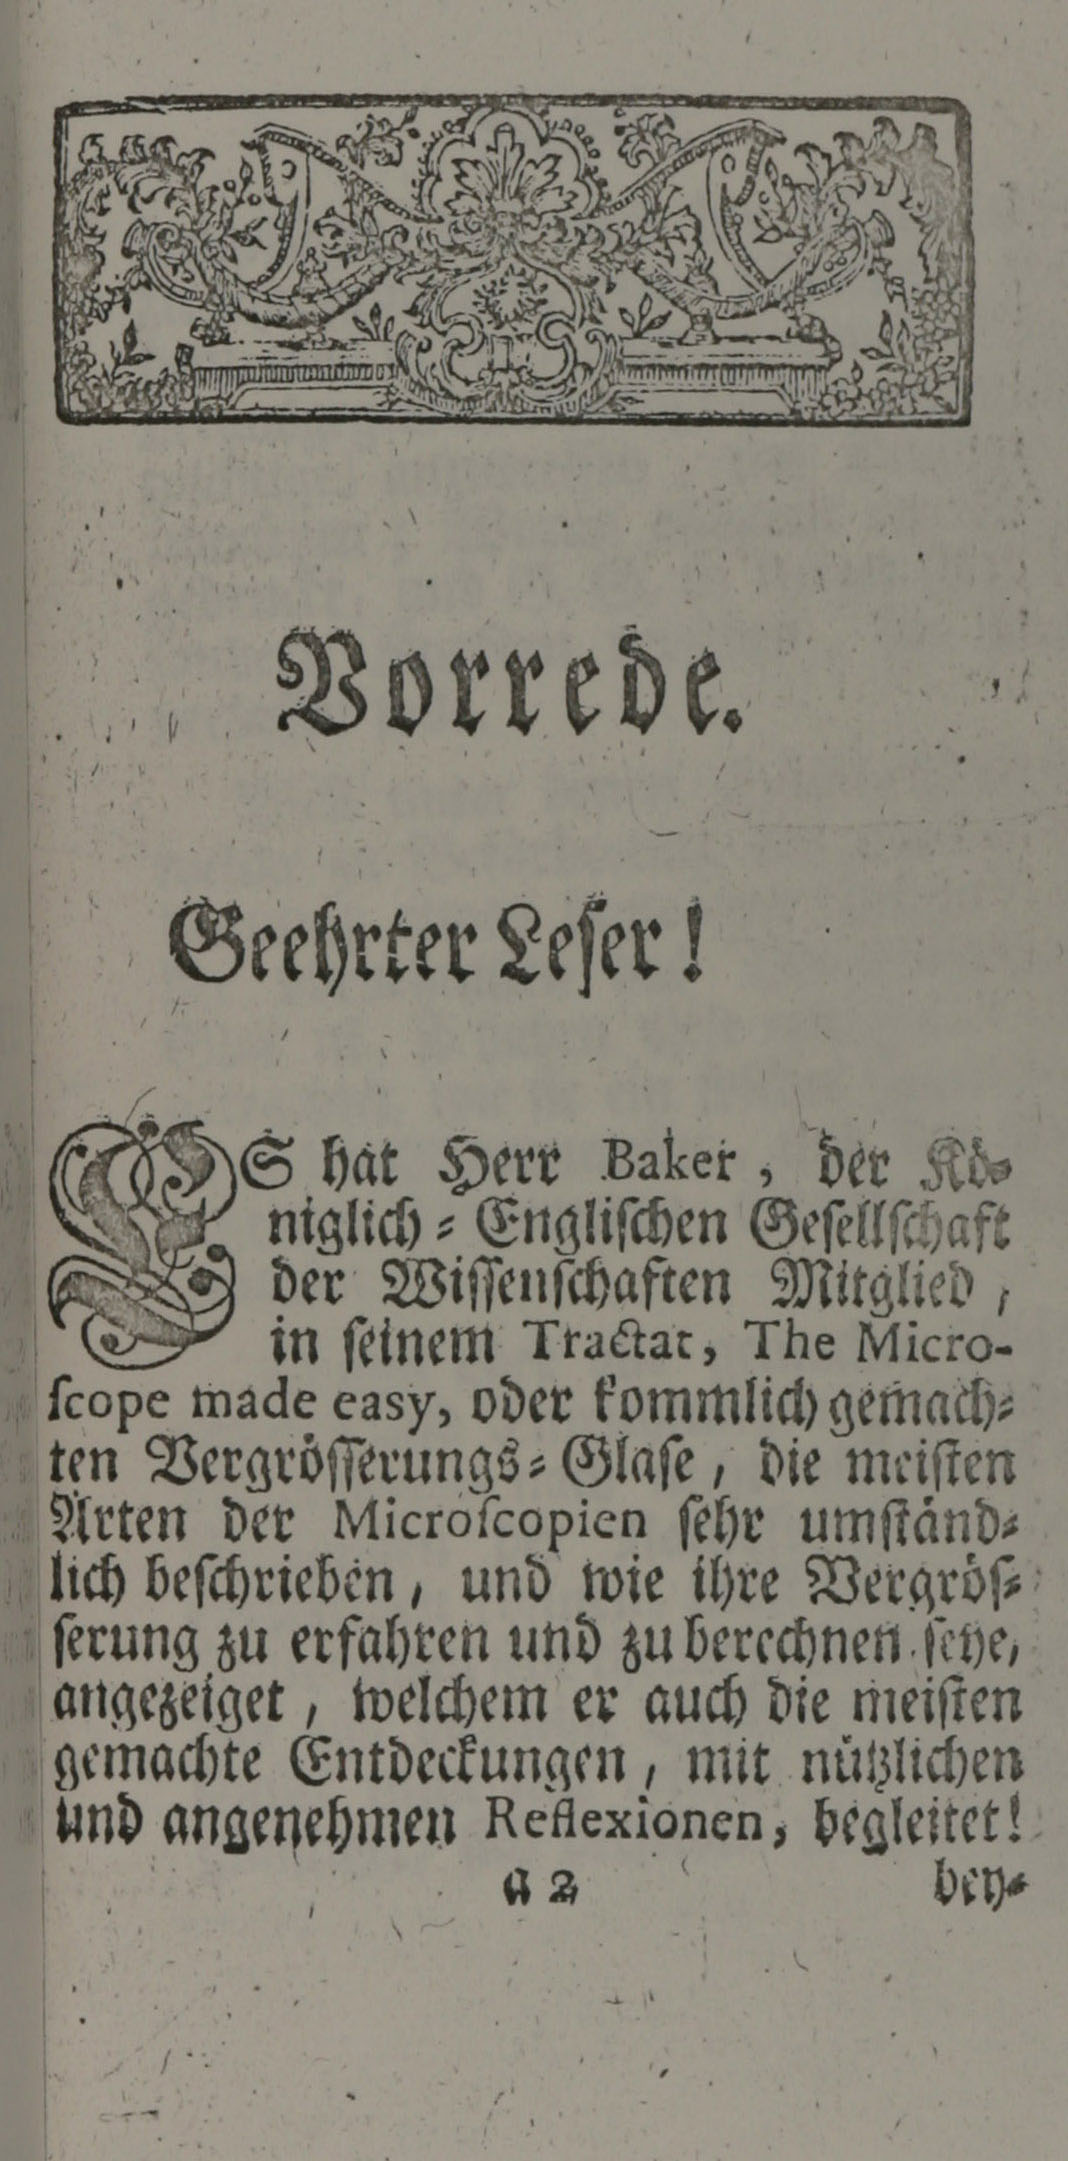 Vorrede.
Geehrter Leser!
ES hat Herr Baker, der Kö-
niglich-Englischen Gesellschaft
der Wissenschaften Mitglied,
in seinem Tractat, The Micro-
ſcope made easy, oder kommlich gemach-
ten Vergrösserungs-Glase, die meisten
Arten der Microſcopien sehr umständ-
lich beschrieben, und wie ihre Vergrös-
serung zu erfahren und zu berechnen seye,
angezeiget, welchem er auch die meisten
gemachte Entdeckungen, mit nützlichen
und angenehmen Reflexionen, begleitet!
a 2 bey-